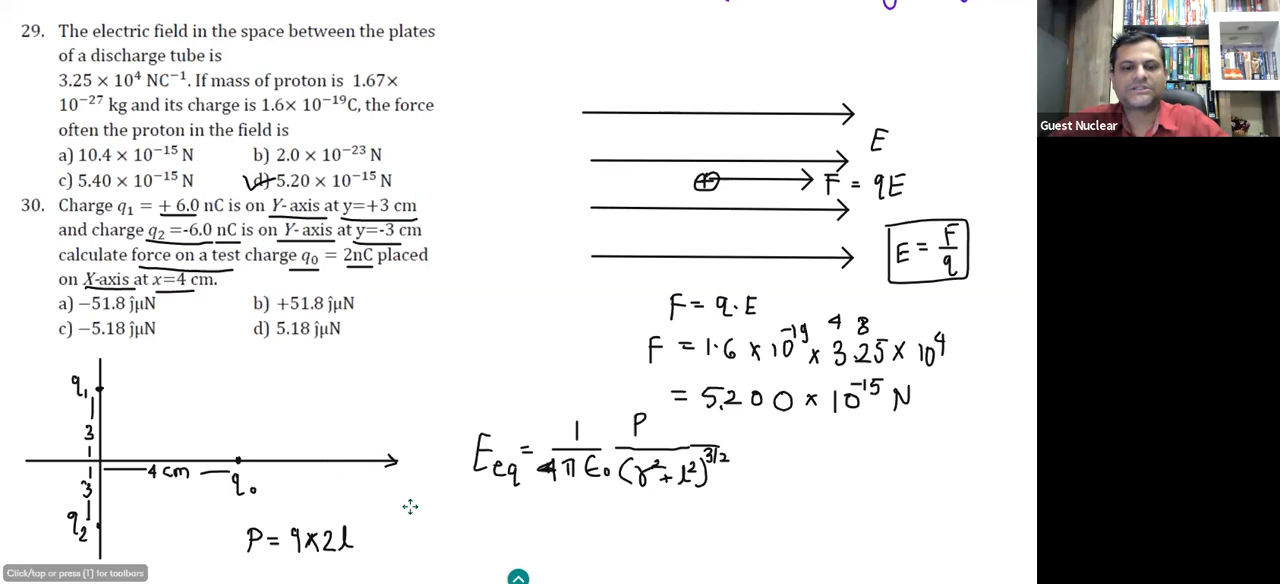 29. The electric field in the space between the plates
of a discharge tube is
3.25 × 10⁴ NC⁻¹. If mass of proton is 1.67×
10⁻²⁷ kg and its charge is 1.6× 10⁻¹⁹C, the force
often the proton in the field is
a) 10.4 × 10⁻¹⁵ N b) 2.0 × 10⁻²³ N
c) 5.40 × 10⁻¹⁵ N d) 5.20 × 10⁻¹⁵ N
30. Charge q₁ = + 6.0 nC is on Y-axis at y=+3 cm
and charge q₂ =-6.0 nC is on Y- axis at y=-3 cm
calculate force on a test charge q₀ = 2nC placed
on X-axis at x=4 cm.
a) −51.8 ĵμN b) +51.8 ĵμN
c) −5.18 ĵμN d) 5.18 ĵμN
E
F = qE
E = F/q
F = q.E
4 8
F = 1.6 × 10⁻¹⁹ × 3.25 × 10⁴
= 5.200 × 10⁻¹⁵ N
E eq = 1/4πε₀ P/(r²+l²)^3/2
q₁
3
4 cm
q₀
3
q₂
P = q×2l
Guest Nuclear
Click/tap or press [1] for toolbars